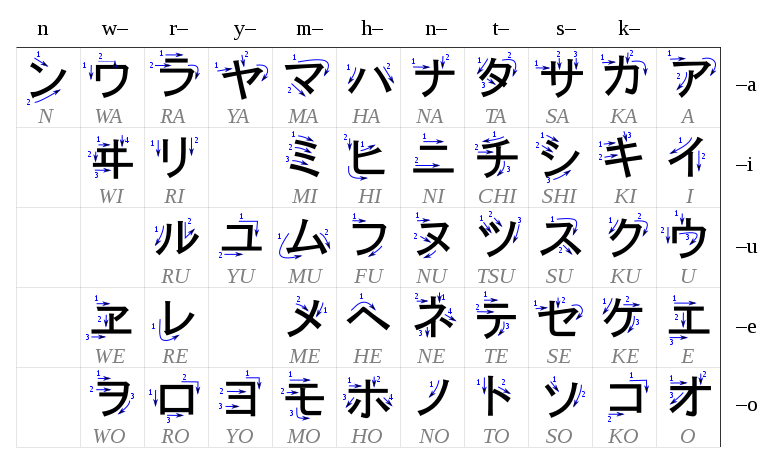 n w– r– y– m– h– n– t– s– k–
ン ワ ラ ヤ マ ハ ナ タ サ カ ア –a
N WA RA YA MA HA NA TA SA KA A
ヰ リ ミ ヒ ニ チ シ キ イ –i
WI RI MI HI NI CHI SHI KI I
ル ユ ム フ ヌ ツ ス ク ウ –u
RU YU MU FU NU TSU SU KU U
ヱ レ メ ヘ ネ テ セ ケ エ –e
WE RE ME HE NE TE SE KE E
ヲ ロ ヨ モ ホ ノ ト ソ コ オ –o
WO RO YO MO HO NO TO SO KO O